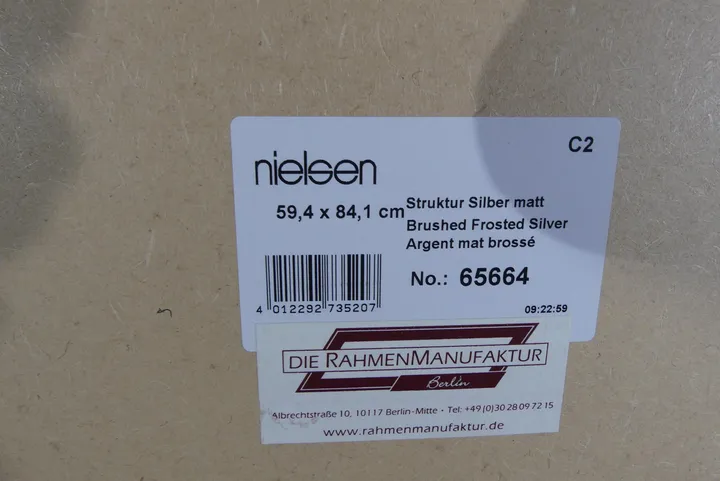 C2
nielsen
59,4 x 84,1 cm
Struktur Silber matt
Brushed Frosted Silver
Argent mat brossé
No.: 65664
4 012292 735207
09:22:59
DIE RAHMENMANUFAKTUR
Berlin
Albrechtstraße 10, 10117 Berlin-Mitte • Tel: +49 (0)30 28 09 72 15
www.rahmenmanufaktur.de